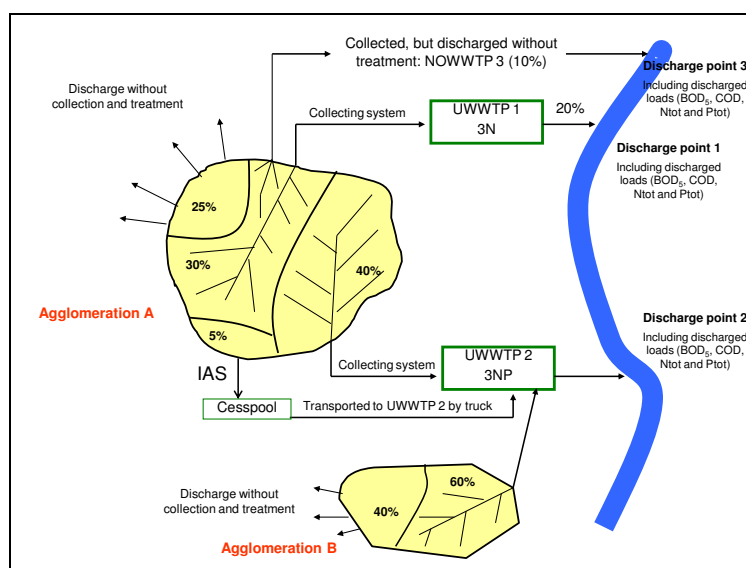 Collected, but discharged without
treatment: NOWWTP 3 (10%)
Discharge point 3
Including discharged
loads (BOD5, COD,
Ntot and Ptot)
Discharge without
collection and treatment
Collecting system
UWWTP 1
3N
20%
Discharge point 1
Including discharged
loads (BOD5, COD,
Ntot and Ptot)
25%
30%
40%
5%
Agglomeration A
Discharge point 2
Including discharged
loads (BOD5, COD,
Ntot and Ptot)
Collecting system
UWWTP 2
3NP
IAS
Cesspool
Transported to UWWTP 2 by truck
Discharge without
collection and treatment
60%
40%
Agglomeration B